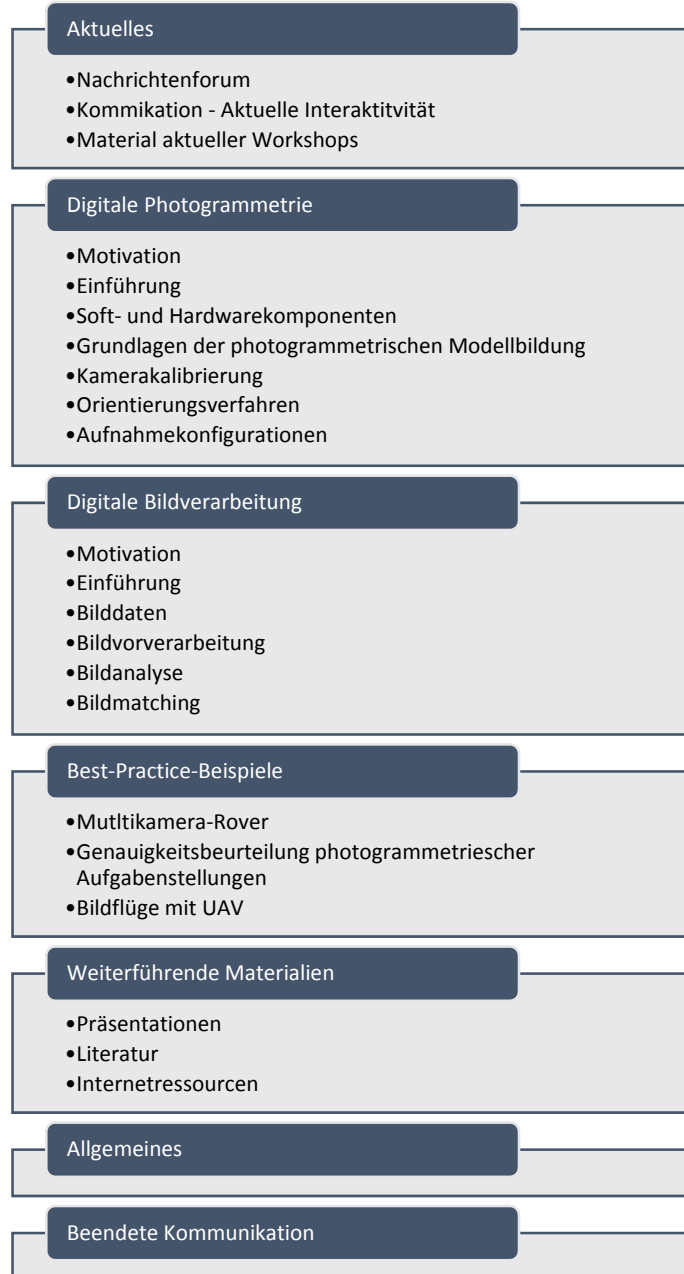 Aktuelles
•Nachrichtenforum
•Kommikation - Aktuelle Interaktitvität
•Material aktueller Workshops
Digitale Photogrammetrie
•Motivation
•Einführung
•Soft- und Hardwarekomponenten
•Grundlagen der photogrammetrischen Modellbildung
•Kamerakalibrierung
•Orientierungsverfahren
•Aufnahmekonfigurationen
Digitale Bildverarbeitung
•Motivation
•Einführung
•Bilddaten
•Bildvorverarbeitung
•Bildanalyse
•Bildmatching
Best-Practice-Beispiele
•Mutltikamera-Rover
•Genauigkeitsbeurteilung photogrammetriescher
Aufgabenstellungen
•Bildflüge mit UAV
Weiterführende Materialien
•Präsentationen
•Literatur
•Internetressourcen
Allgemeines
Beendete Kommunikation